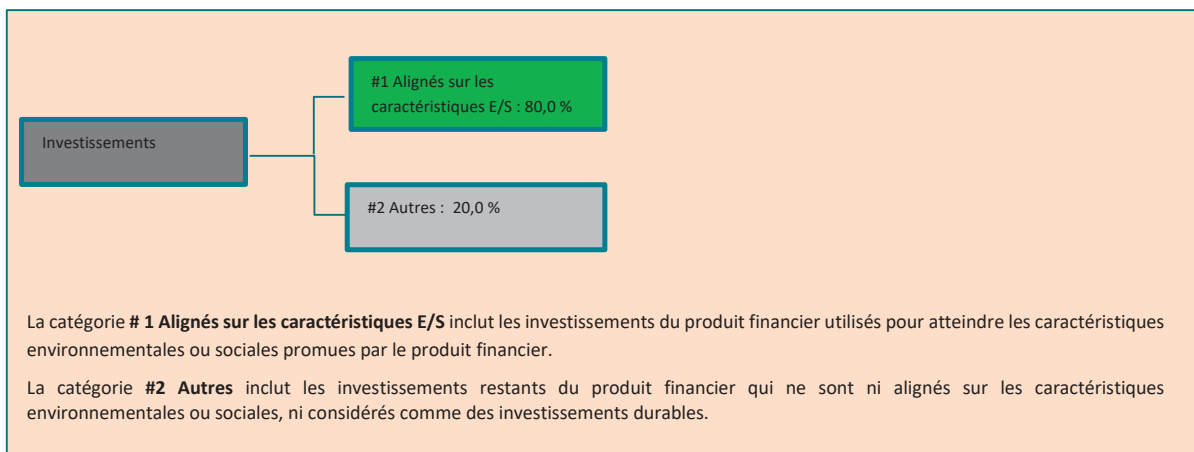 #1 Alignés sur les
caractéristiques E/S : 80,0 %
Investissements
#2 Autres : 20,0 %
La catégorie # 1 Alignés sur les caractéristiques E/S inclut les investissements du produit financier utilisés pour atteindre les caractéristiques
environnementales ou sociales promues par le produit financier.
La catégorie #2 Autres inclut les investissements restants du produit financier qui ne sont ni alignés sur les caractéristiques
environnementales ou sociales, ni considérés comme des investissements durables.